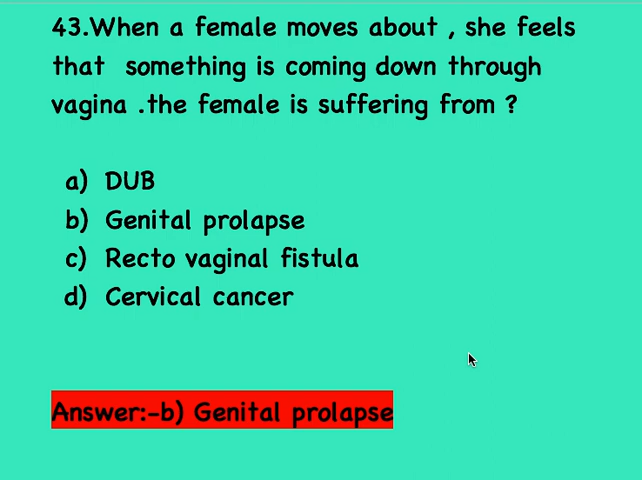 43.When a female moves about , she feels
that something is coming down through
vagina .the female is suffering from ?
a) DUB
b) Genital prolapse
c) Recto vaginal fistula
d) Cervical cancer
Answer:-b) Genital prolapse